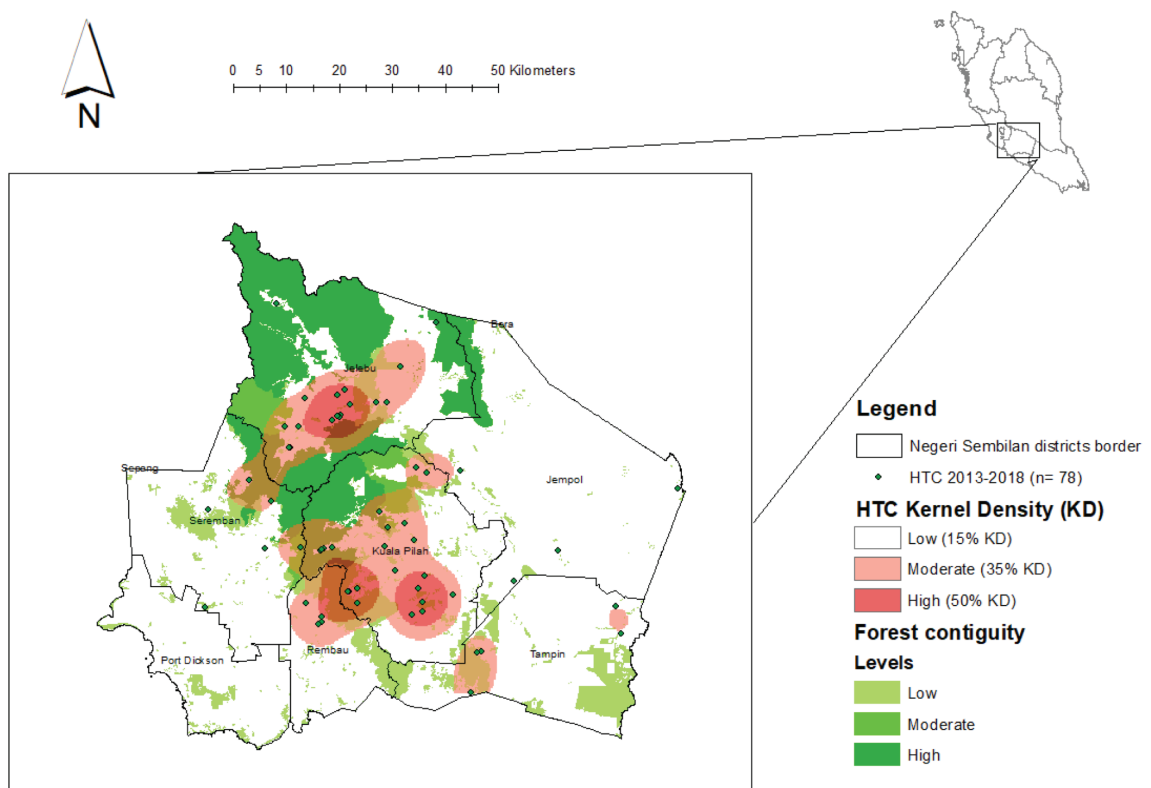 N
0 5 10 20 30 40 50 Kilometers
Bera
Jelebu
Sepang
Jempol
Seremban
Kuala Pilah
Rembau
Tampin
Port Dickson
Legend
Negeri Sembilan districts border
HTC 2013-2018 (n= 78)
HTC Kernel Density (KD)
Low (15% KD)
Moderate (35% KD)
High (50% KD)
Forest contiguity
Levels
Low
Moderate
High